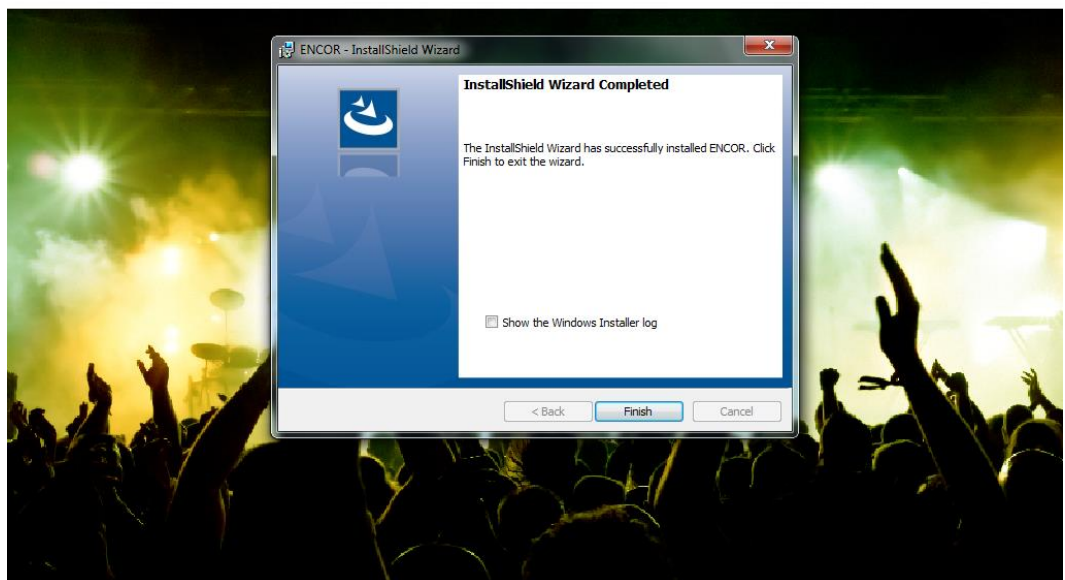 ENCOR - InstallShield Wizard
InstallShield Wizard Completed
The InstallShield Wizard has successfully installed ENCOR. Click
Finish to exit the wizard.
Show the Windows Installer log
< Back
Finish
Cancel